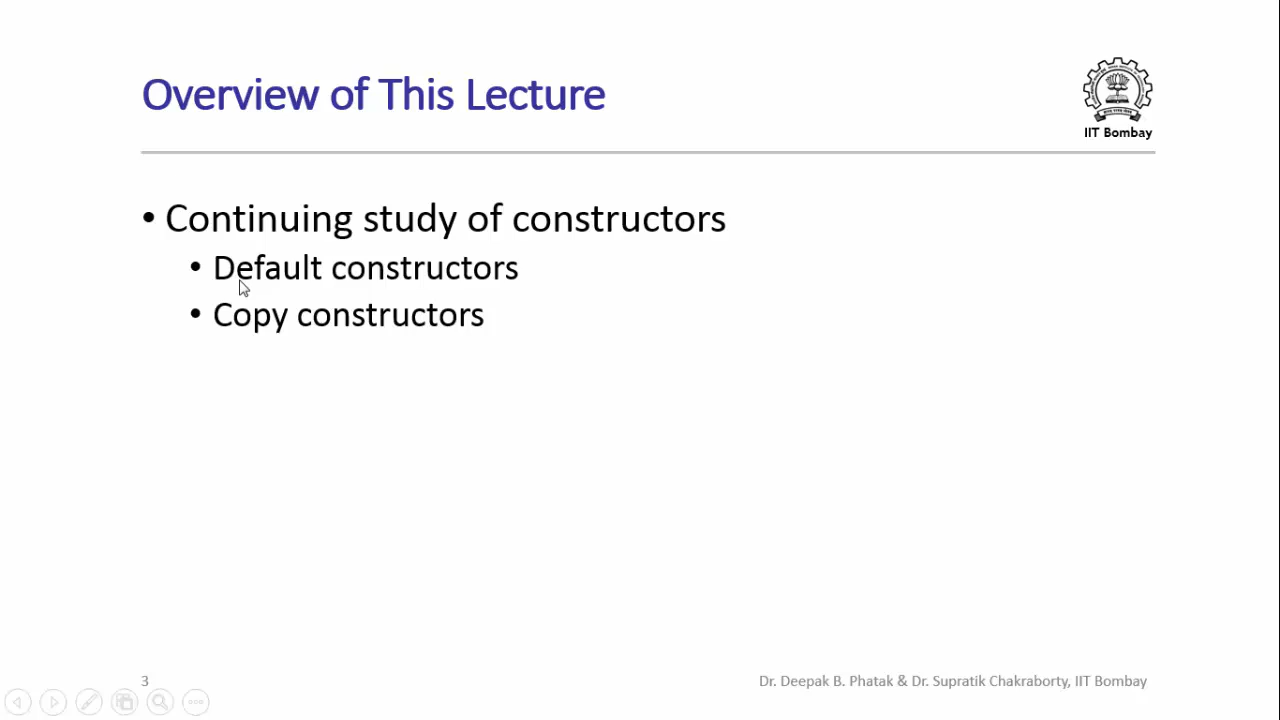 Overview of This Lecture
IIT Bombay
• Continuing study of constructors
• Default constructors
• Copy constructors
3
Dr. Deepak B. Phatak & Dr. Supratik Chakraborty, IIT Bombay